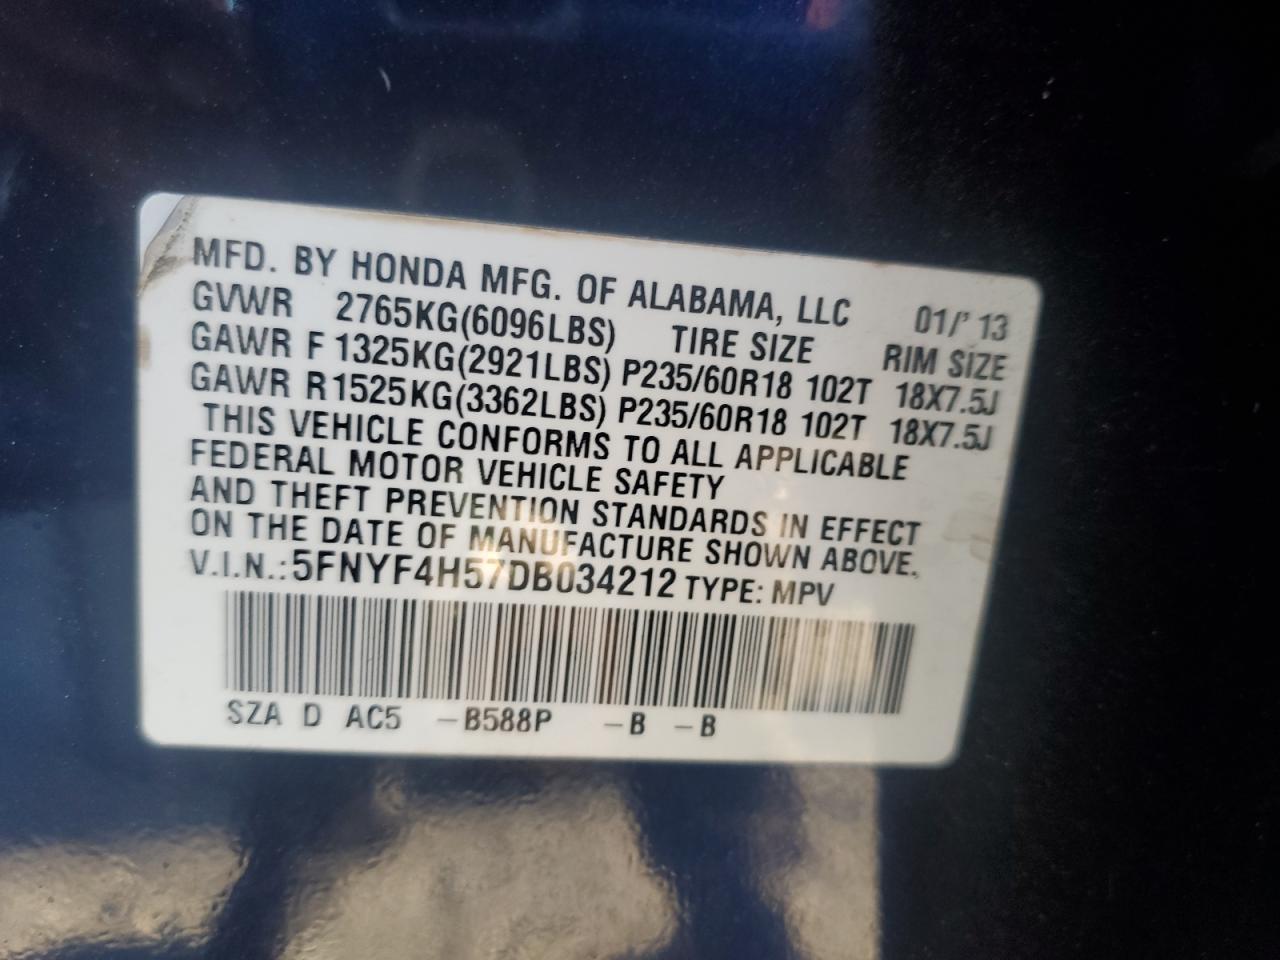 MFD. BY HONDA MFG. OF ALABAMA, LLC 01/'13
GVWR 2765KG(6096LBS) TIRE SIZE RIM SIZE
GAWR F 1325KG(2921LBS) P235/60R18 102T 18X7.5J
GAWR R 1525KG(3362LBS) P235/60R18 102T 18X7.5J
THIS VEHICLE CONFORMS TO ALL APPLICABLE
FEDERAL MOTOR VEHICLE SAFETY
AND THEFT PREVENTION STANDARDS IN EFFECT
ON THE DATE OF MANUFACTURE SHOWN ABOVE.
V.I.N.: 5FNYF4H57DB034212 TYPE: MPV
SZA D AC5 -B588P -B -B